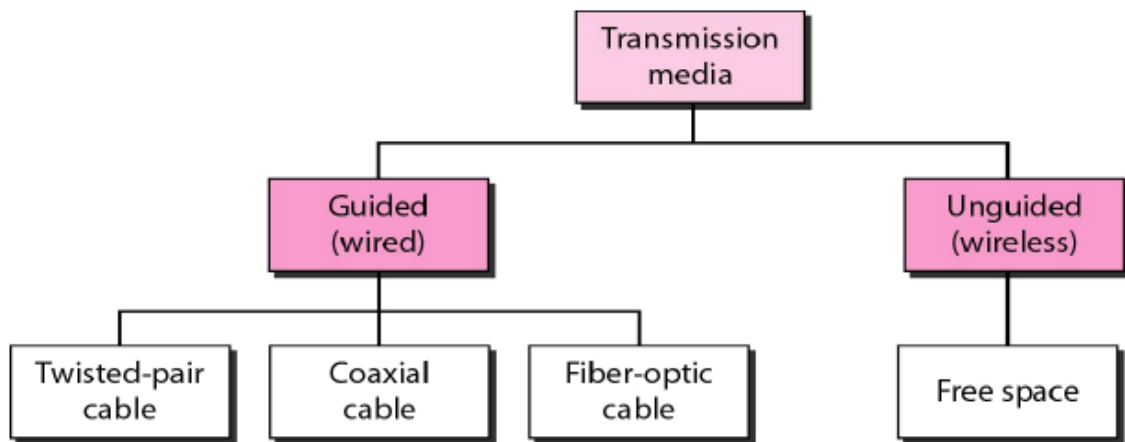 Transmission
media
Guided
(wired)
Unguided
(wireless)
Twisted-pair
cable
Coaxial
cable
Fiber-optic
cable
Free space